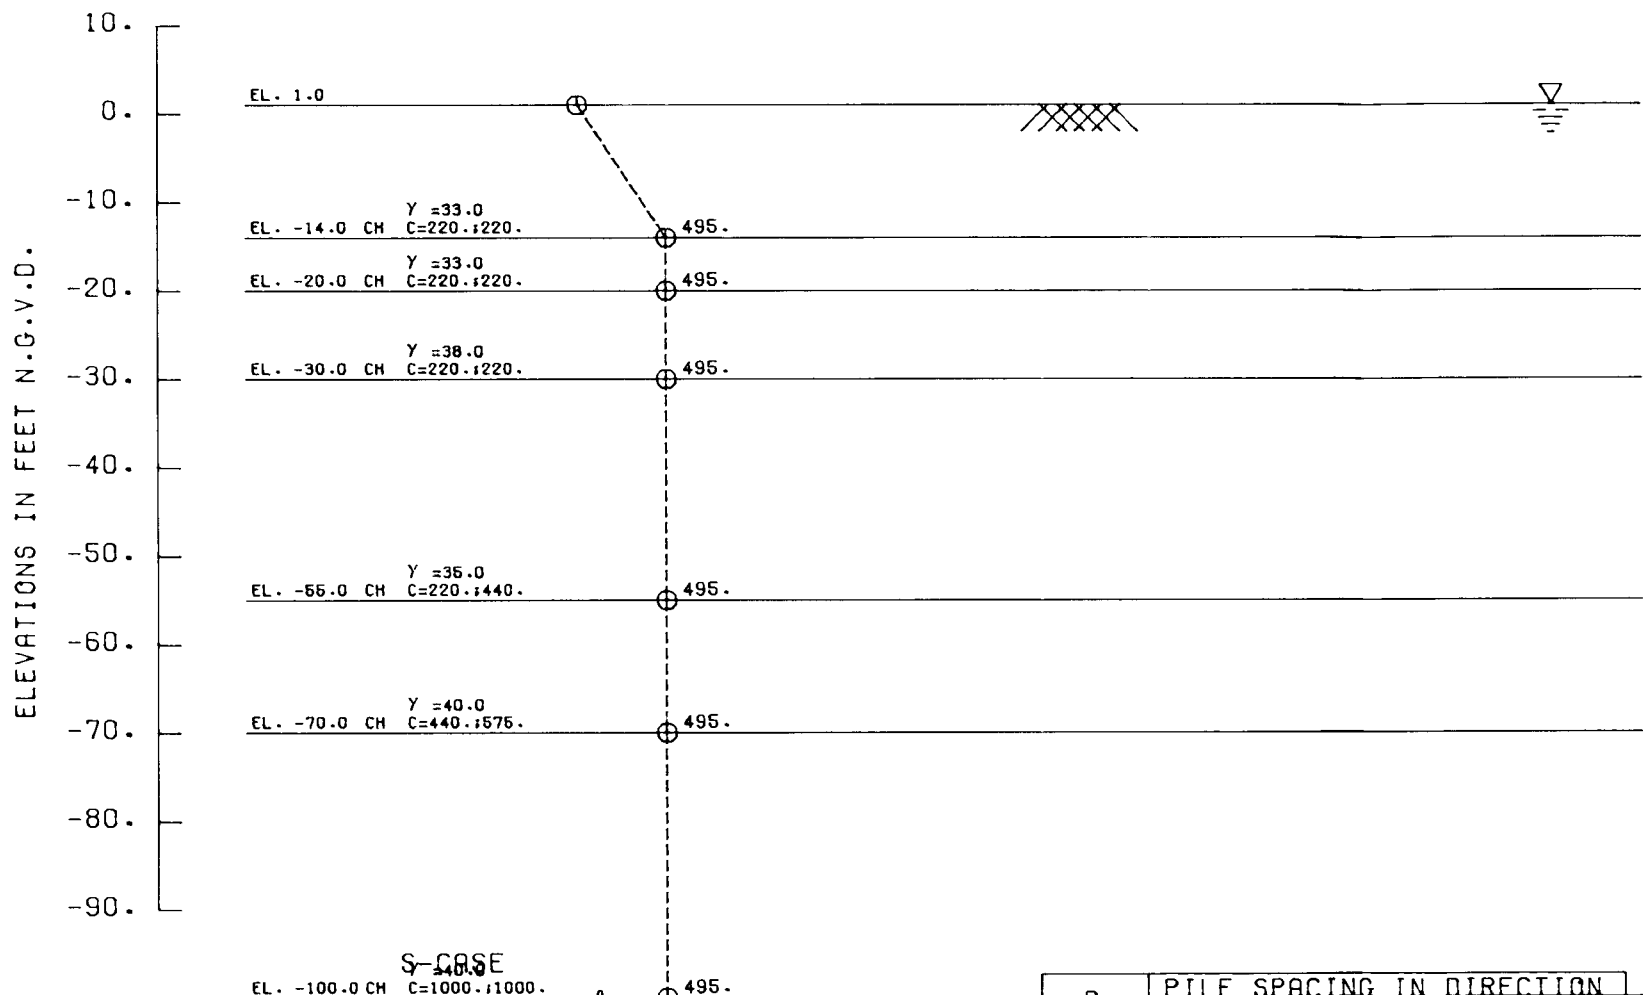 10.
EL. 1.0
0.
-10.
γ =33.0
EL. -14.0 CH C=220.;220.
495.
γ =33.0
-20.
EL. -20.0 CH C=220.;220.
495.
γ =38.0
-30.
EL. -30.0 CH C=220.;220.
495.
-40.
-50.
γ =35.0
EL. -55.0 CH C=220.;440.
495.
-60.
γ =40.0
-70.
EL. -70.0 CH C=440.;575.
495.
-80.
-90.
ELEVATIONS IN FEET N.G.V.D.
S-CASE
γ =40.0
EL. -100.0 CH C=1000.;1000.
495.
PILE SPACING IN DIRECTION